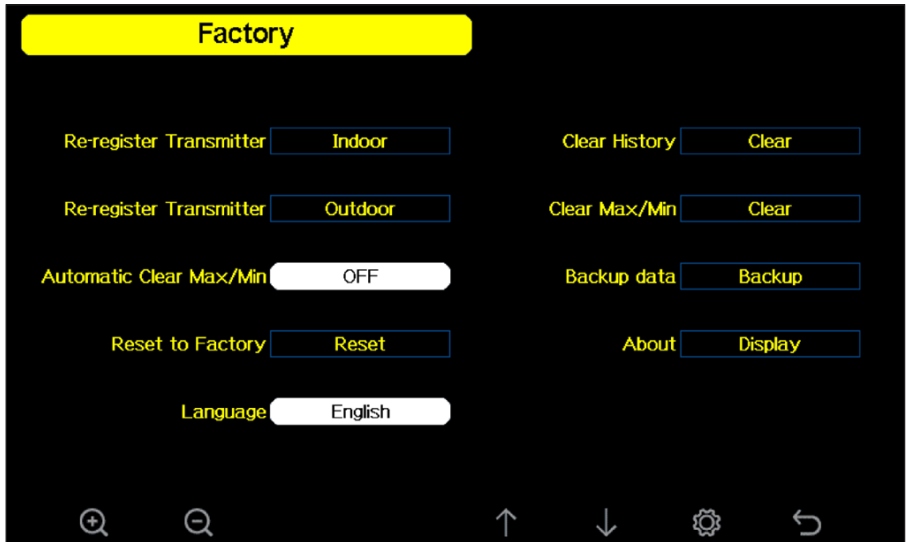 Factory
Re-register Transmitter Indoor
Clear History Clear
Re-register Transmitter Outdoor
Clear Max/Min Clear
Automatic Clear Max/Min OFF
Backup data Backup
Reset to Factory Reset
About Display
Language English